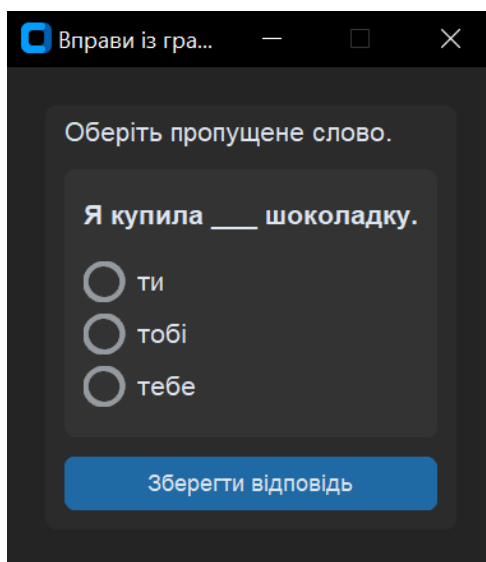 Вправи із гра...
Оберіть пропущене слово.
Я купила ___ шоколадку.
ти
тобі
тебе
Зберегти відповідь